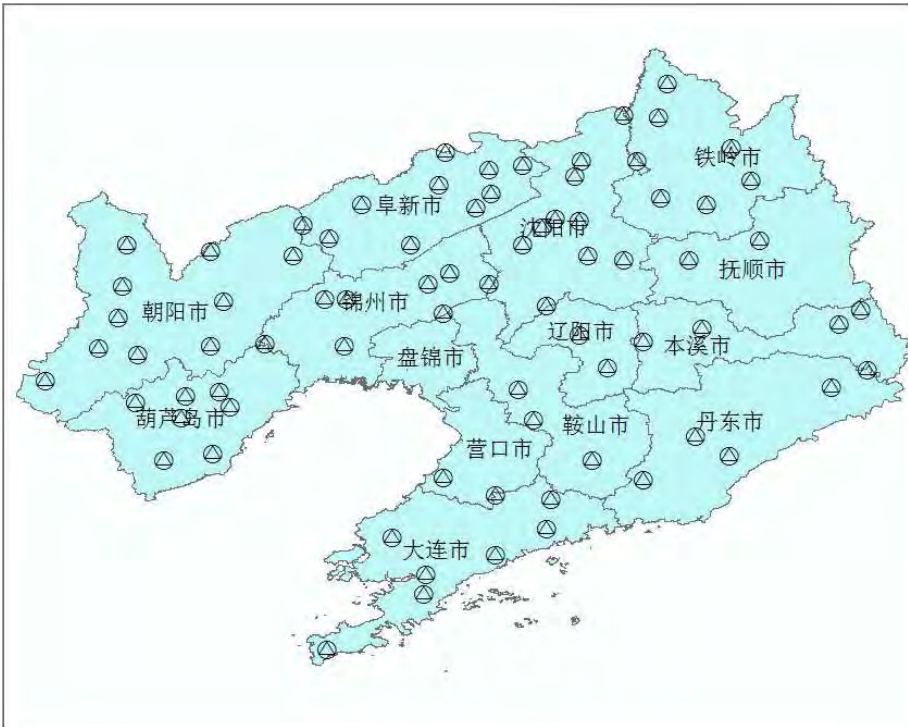 铁岭市
阜新市
沈阳市
抚顺市
锦州市
朝阳市
辽阳市
本溪市
盘锦市
葫芦岛市
鞍山市
丹东市
营口市
大连市